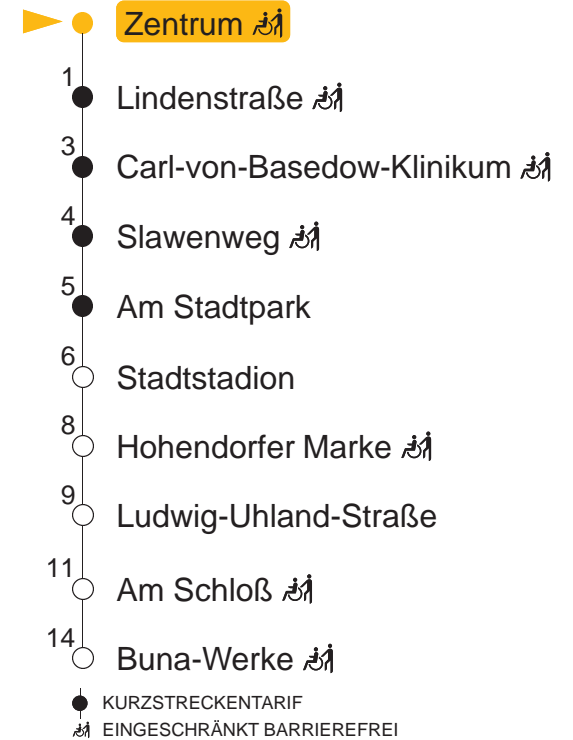 Zentrum
1
Lindenstraße
3
Carl-von-Basedow-Klinikum
4
Slawenweg
5
Am Stadtpark
6
Stadtstadion
8
Hohendorfer Marke
9
Ludwig-Uhland-Straße
11
Am Schloß
14
Buna-Werke
KURZSTRECKENTARIF
EINGESCHRÄNKT BARRIEREFREI